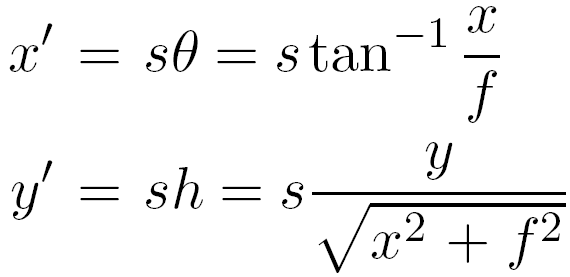 x′ = sθ = s tan⁻¹ x/f
y′ = sh = s y/√(x² + f²)